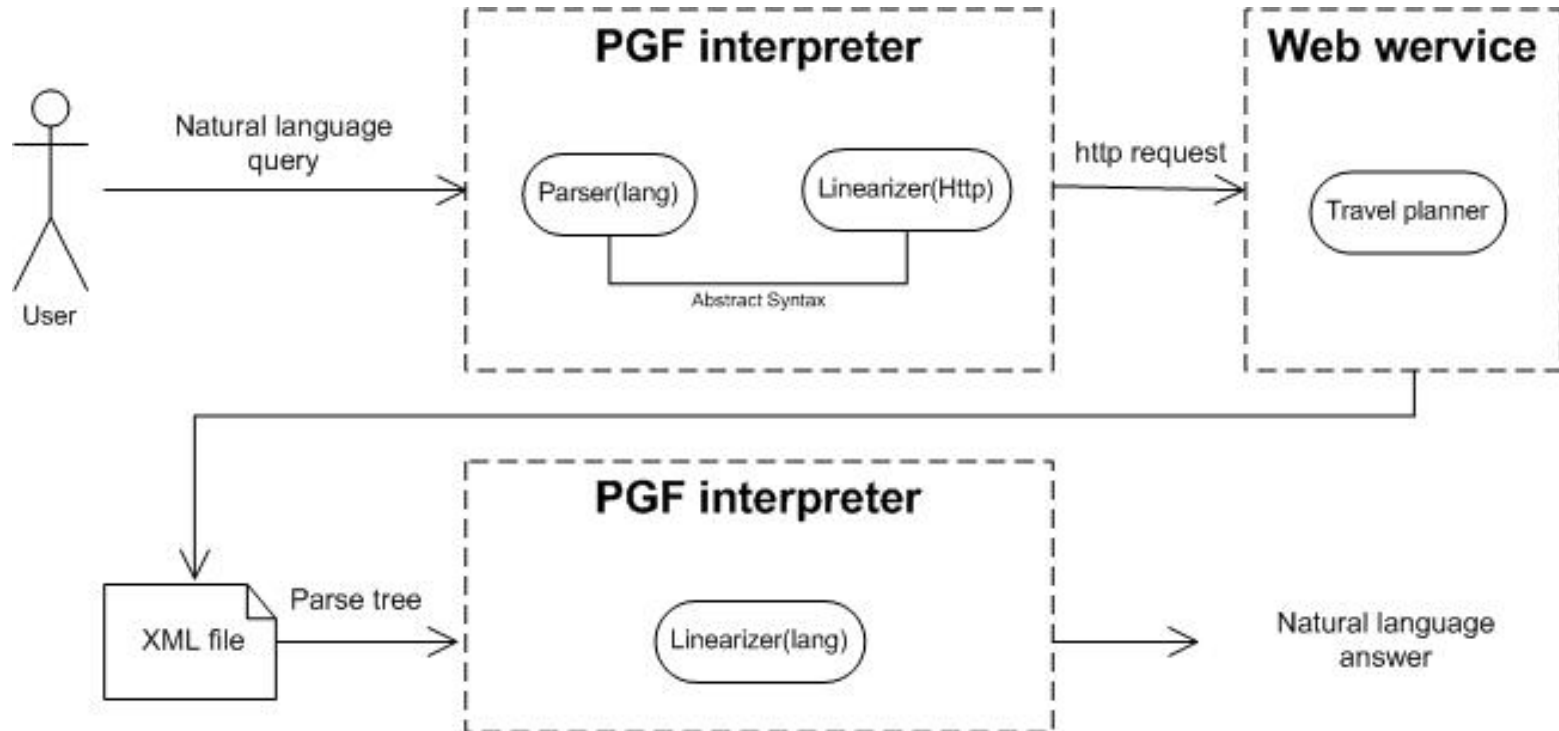 PGF interpreter
Web wervice
Natural language
query
http request
Parser(lang)
Linearizer(Http)
Travel planner
Abstract Syntax
User
PGF interpreter
Parse tree
XML file
Linearizer(lang)
Natural language
answer